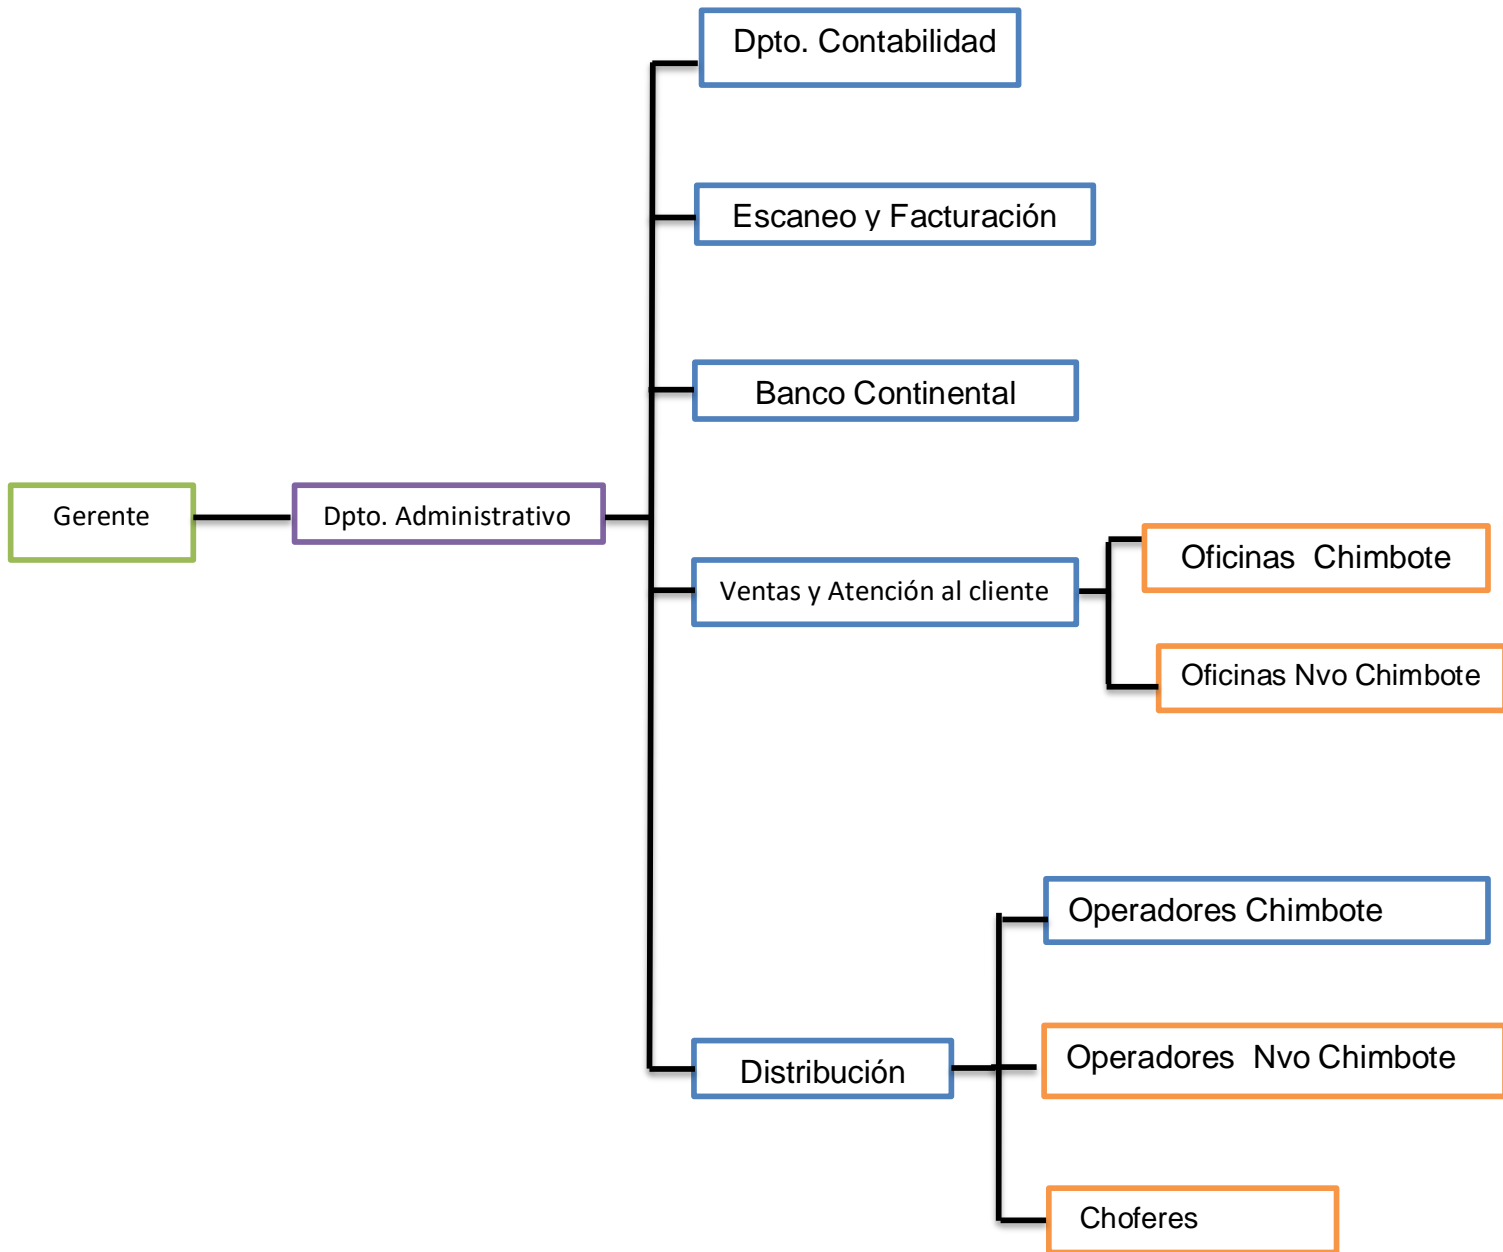 Dpto. Contabilidad
Escaneo y Facturación
Banco Continental
Gerente
Dpto. Administrativo
Ventas y Atención al cliente
Oficinas Chimbote
Oficinas Nvo Chimbote
Operadores Chimbote
Operadores Nvo Chimbote
Distribución
Choferes